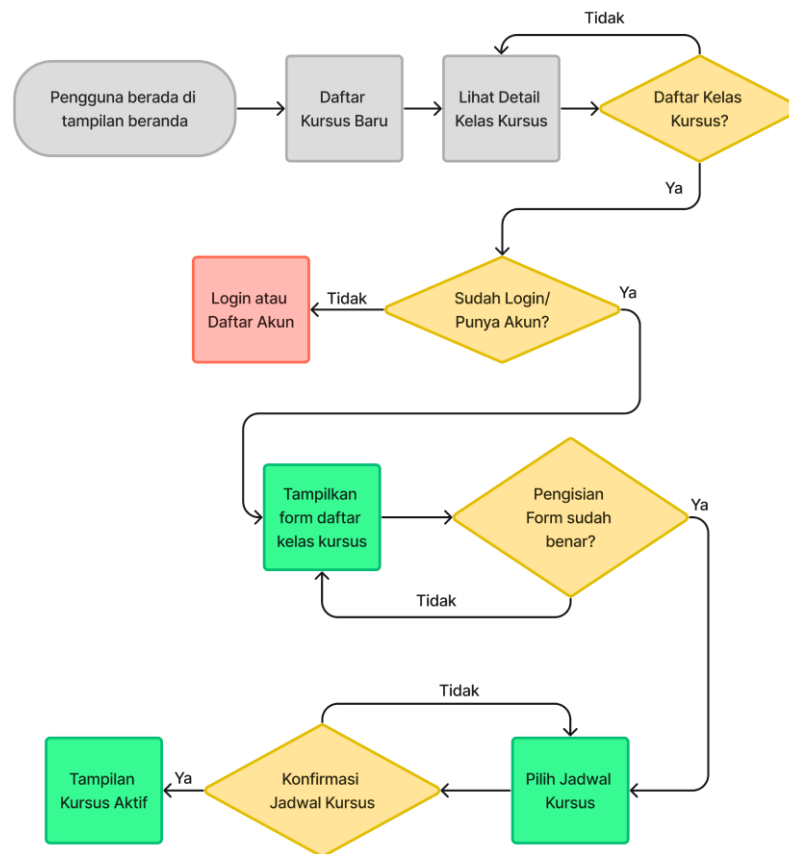 Tidak
Pengguna berada di
tampilan beranda
Daftar
Kursus Baru
Lihat Detail
Kelas Kursus
Daftar Kelas
Kursus?
Ya
Login atau
Daftar Akun
Tidak
Sudah Login/
Punya Akun?
Ya
Tampilkan
form daftar
kelas kursus
Pengisian
Form sudah
benar?
Ya
Tidak
Tidak
Tampilan
Kursus Aktif
Ya
Konfirmasi
Jadwal Kursus
Pilih Jadwal
Kursus